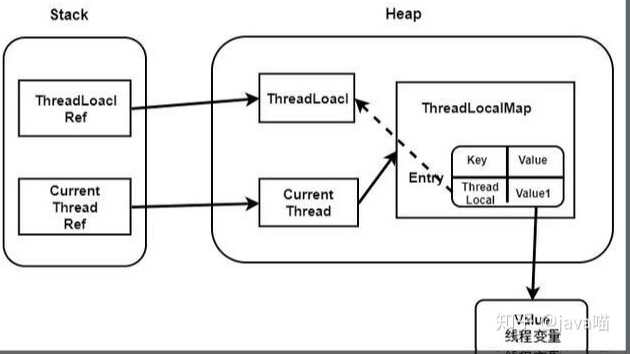 Stack
Heap
ThreadLoacl
Ref
ThreadLoacl
ThreadLocalMap
Key
Value
Entry
Thread
Local
Value1
Current
Thread
Ref
Current
Thread
Value
线程变量
知乎 @java喵